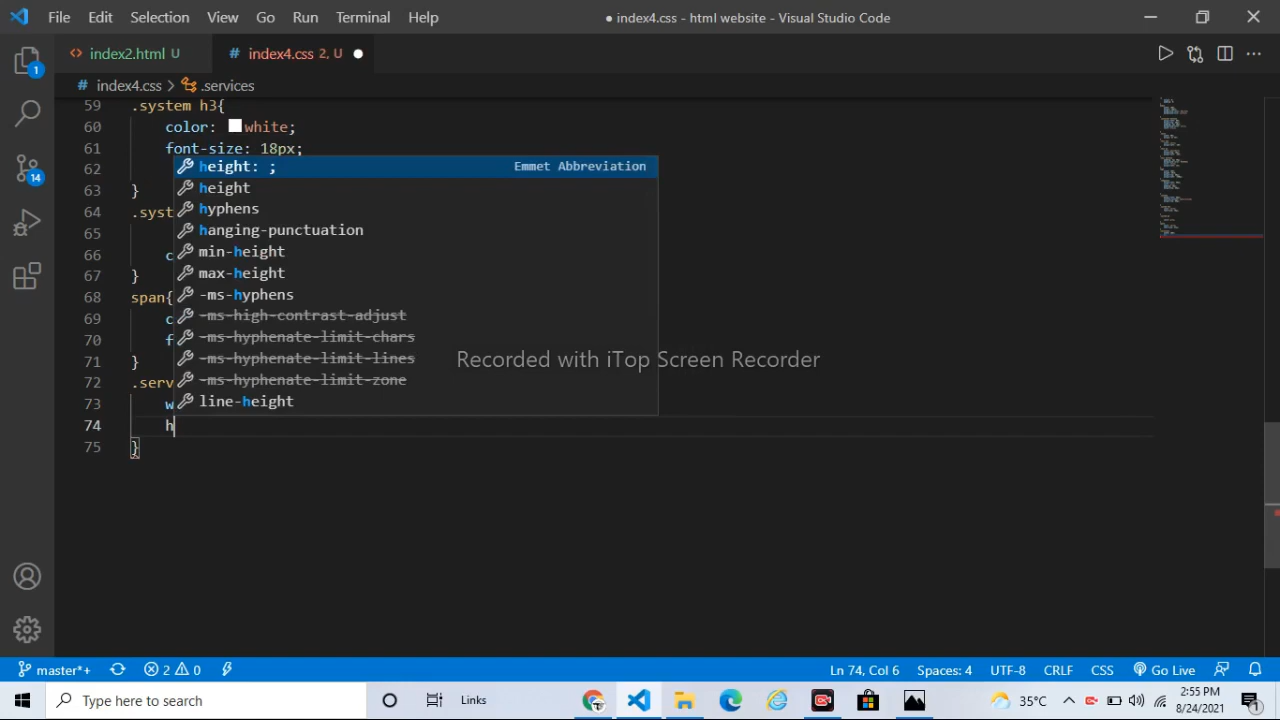 File Edit Selection View Go Run Terminal Help
● index4.css - html website - Visual Studio Code
<> index2.html U
# index4.css 2, U ●
# index4.css > .services
59 .system h3{
60 color: white;
61 font-size: 18px;
62
63 }
64 .syst
65
66 c
67 }
68 span{
69 c
70 f
71 }
72 .serv
73 w
74 h
75 }
height: ; Emmet Abbreviation
height
hyphens
hanging-punctuation
min-height
max-height
-ms-hyphens
-ms-high-contrast-adjust
-ms-hyphenate-limit-chars
-ms-hyphenate-limit-lines
-ms-hyphenate-limit-zone
line-height
Recorded with iTop Screen Recorder
1
14
master*+ 2 0
Ln 74, Col 6 Spaces: 4 UTF-8 CRLF CSS Go Live
Type here to search
Links
35°C
2:55 PM
8/24/2021
1